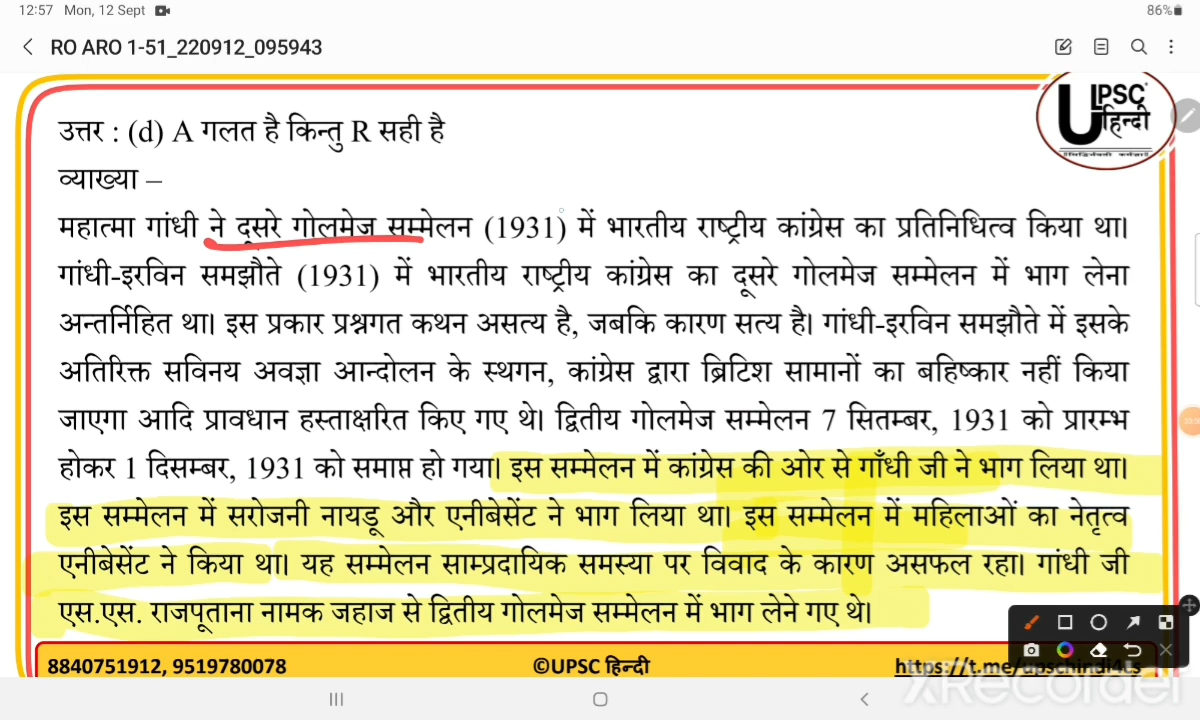 12:57 Mon, 12 Sept
86%
RO ARO 1-51_220912_095943
UPSC
हिन्दी
उत्तर : (d) A गलत है किन्तु R सही है
व्याख्या –
महात्मा गांधी ने दूसरे गोलमेज सम्मेलन (1931) में भारतीय राष्ट्रीय कांग्रेस का प्रतिनिधित्व किया था।
गांधी-इरविन समझौते (1931) में भारतीय राष्ट्रीय कांग्रेस का दूसरे गोलमेज सम्मेलन में भाग लेना
अन्तर्निहित था। इस प्रकार प्रश्नगत कथन असत्य है, जबकि कारण सत्य है। गांधी-इरविन समझौते में इसके
अतिरिक्त सविनय अवज्ञा आन्दोलन के स्थगन, कांग्रेस द्वारा ब्रिटिश सामानों का बहिष्कार नहीं किया
जाएगा आदि प्रावधान हस्ताक्षरित किए गए थे। द्वितीय गोलमेज सम्मेलन 7 सितम्बर, 1931 को प्रारम्भ
होकर 1 दिसम्बर, 1931 को समाप्त हो गया। इस सम्मेलन में कांग्रेस की ओर से गाँधी जी ने भाग लिया था।
इस सम्मेलन में सरोजनी नायडू और एनीबेसेंट ने भाग लिया था। इस सम्मेलन में महिलाओं का नेतृत्व
एनीबेसेंट ने किया था। यह सम्मेलन साम्प्रदायिक समस्या पर विवाद के कारण असफल रहा। गांधी जी
एस.एस. राजपूताना नामक जहाज से द्वितीय गोलमेज सम्मेलन में भाग लेने गए थे।
8840751912, 9519780078
©UPSC हिन्दी
https://t.me/upschindi4cs
XRecorder